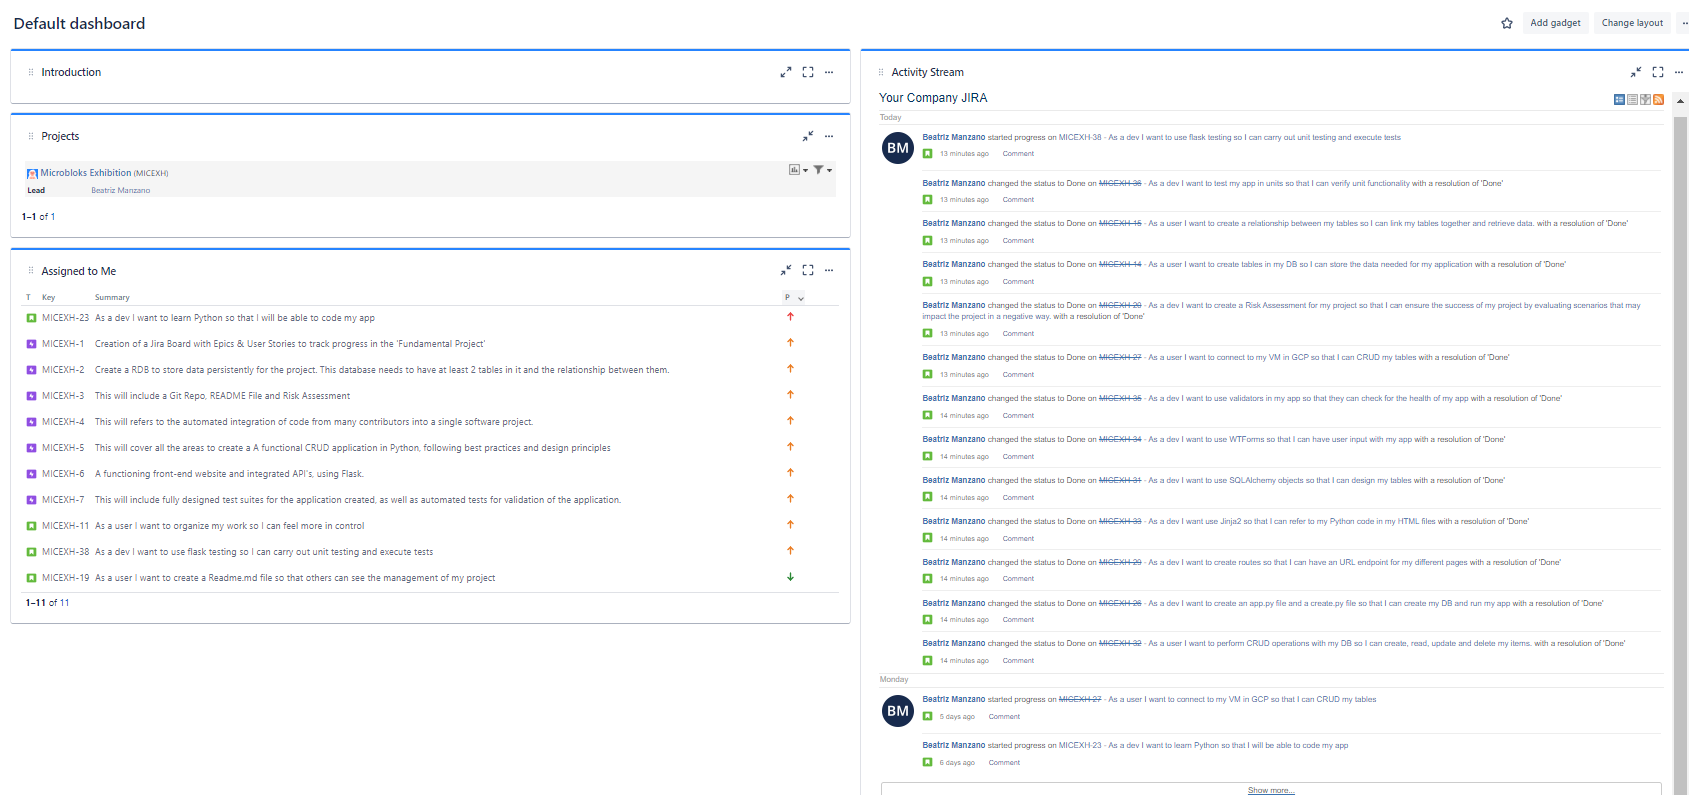 Default dashboard
Add gadget
Change layout
Introduction
Projects
Microbloks Exhibition (MICEXH)
Lead Beatriz Manzano
1–1 of 1
Assigned to Me
T Key Summary P
MICEXH-23 As a dev I want to learn Python so that I will be able to code my app
MICEXH-1 Creation of a Jira Board with Epics & User Stories to track progress in the 'Fundamental Project'
MICEXH-2 Create a RDB to store data persistently for the project. This database needs to have at least 2 tables in it and the relationship between them.
MICEXH-3 This will include a Git Repo, README File and Risk Assessment
MICEXH-4 This will refers to the automated integration of code from many contributors into a single software project.
MICEXH-5 This will cover all the areas to create a A functional CRUD application in Python, following best practices and design principles
MICEXH-6 A functioning front-end website and integrated API's, using Flask.
MICEXH-7 This will include fully designed test suites for the application created, as well as automated tests for validation of the application.
MICEXH-11 As a user I want to organize my work so I can feel more in control
MICEXH-38 As a dev I want to use flask testing so I can carry out unit testing and execute tests
MICEXH-19 As a user I want to create a Readme.md file so that others can see the management of my project
1–11 of 11
Activity Stream
Your Company JIRA
Today
BM
Beatriz Manzano started progress on MICEXH-38 - As a dev I want to use flask testing so I can carry out unit testing and execute tests
13 minutes ago Comment
Beatriz Manzano changed the status to Done on MICEXH-36 - As a dev I want to test my app in units so that I can verify unit functionality with a resolution of 'Done'
13 minutes ago Comment
Beatriz Manzano changed the status to Done on MICEXH-15 - As a user I want to create a relationship between my tables so I can link my tables together and retrieve data. with a resolution of 'Done'
13 minutes ago Comment
Beatriz Manzano changed the status to Done on MICEXH-14 - As a user I want to create tables in my DB so I can store the data needed for my application with a resolution of 'Done'
13 minutes ago Comment
Beatriz Manzano changed the status to Done on MICEXH-20 - As a dev I want to create a Risk Assessment for my project so that I can ensure the success of my project by evaluating scenarios that may
impact the project in a negative way. with a resolution of 'Done'
13 minutes ago Comment
Beatriz Manzano changed the status to Done on MICEXH-27 - As a user I want to connect to my VM in GCP so that I can CRUD my tables with a resolution of 'Done'
13 minutes ago Comment
Beatriz Manzano changed the status to Done on MICEXH-35 - As a dev I want to use validators in my app so that they can check for the health of my app with a resolution of 'Done'
14 minutes ago Comment
Beatriz Manzano changed the status to Done on MICEXH-34 - As a dev I want to use WTForms so that I can have user input with my app with a resolution of 'Done'
14 minutes ago Comment
Beatriz Manzano changed the status to Done on MICEXH-31 - As a dev I want to use SQLAlchemy objects so that I can design my tables with a resolution of 'Done'
14 minutes ago Comment
Beatriz Manzano changed the status to Done on MICEXH-33 - As a dev I want use Jinja2 so that I can refer to my Python code in my HTML files with a resolution of 'Done'
14 minutes ago Comment
Beatriz Manzano changed the status to Done on MICEXH-29 - As a dev I want to create routes so that I can have an URL endpoint for my different pages with a resolution of 'Done'
14 minutes ago Comment
Beatriz Manzano changed the status to Done on MICEXH-26 - As a dev I want to create an app.py file and a create.py file so that I can create my DB and run my app with a resolution of 'Done'
14 minutes ago Comment
Beatriz Manzano changed the status to Done on MICEXH-32 - As a user I want to perform CRUD operations with my DB so I can create, read, update and delete my items. with a resolution of 'Done'
14 minutes ago Comment
Monday
BM
Beatriz Manzano started progress on MICEXH-27 - As a user I want to connect to my VM in GCP so that I can CRUD my tables
5 days ago Comment
Beatriz Manzano started progress on MICEXH-23 - As a dev I want to learn Python so that I will be able to code my app
6 days ago Comment
Show more...